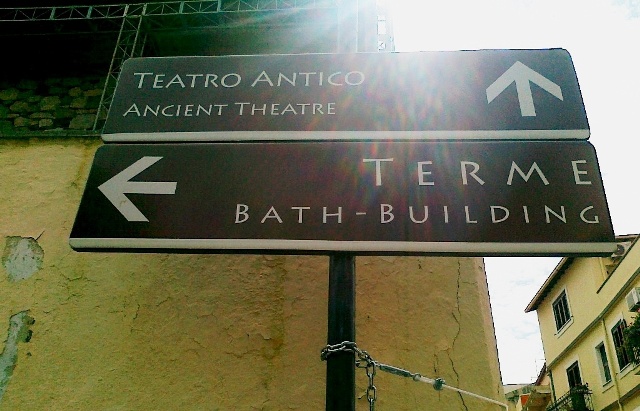 Teatro Antico
Ancient Theatre
Terme
Bath-Building